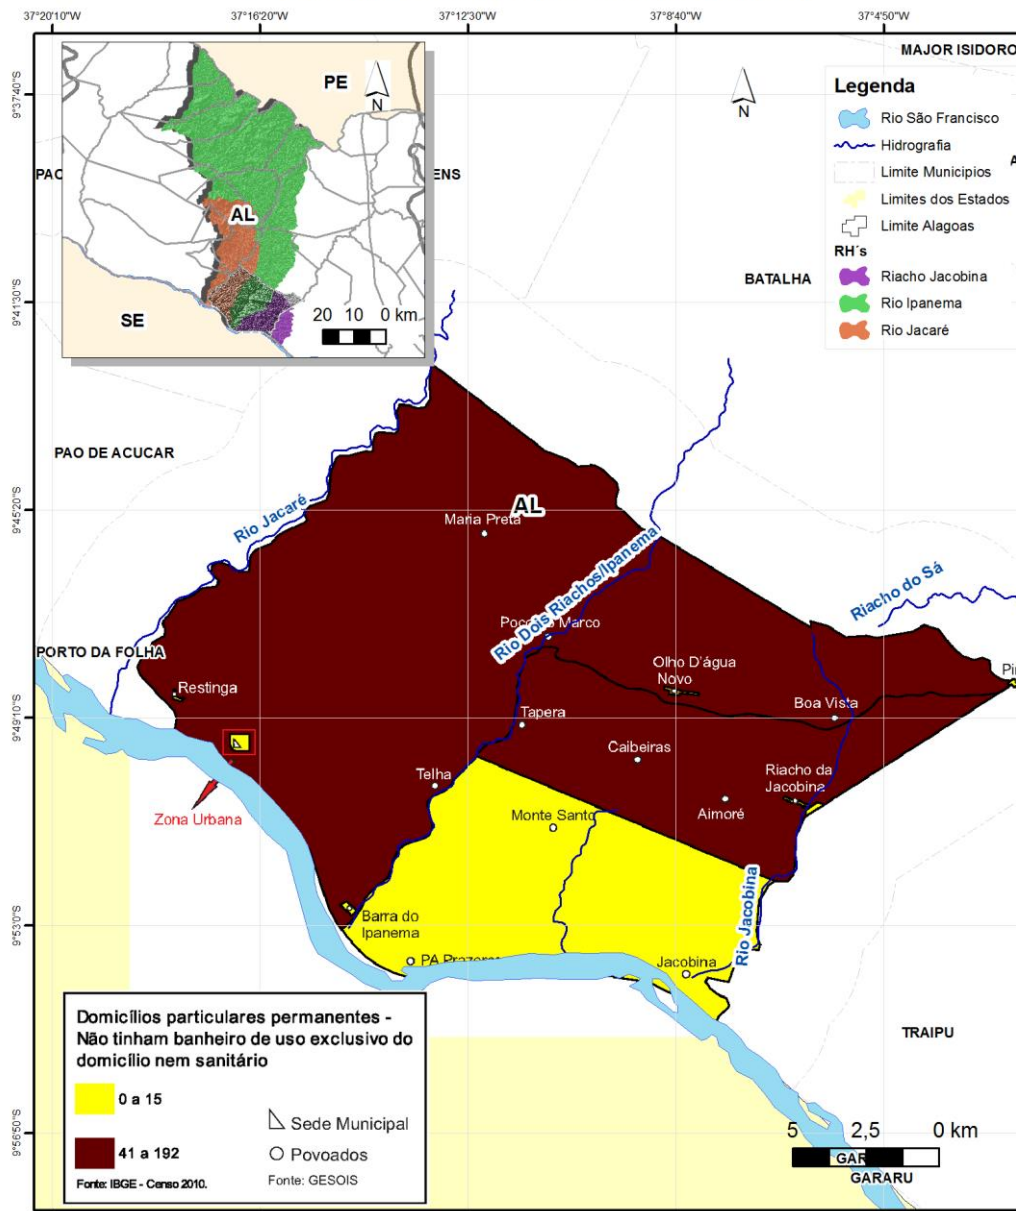 37°20'10"W 37°16'20"W 37°12'30"W 37°8'40"W 37°4'50"W
9°37'40"S
9°41'30"S
9°45'20"S
9°49'10"S
9°53'0"S
9°56'50"S
PE
N
AL
SE
20 10 0 km
PAO
ENS
N
MAJOR ISIDORO
Legenda
Rio São Francisco
Hidrografia
Limite Municipios
Limites dos Estados
Limite Alagoas
RH´s
Riacho Jacobina
Rio Ipanema
Rio Jacaré
A
BATALHA
PAO DE ACUCAR
Rio Jacaré
AL
Maria Preta
Rio Dois Riachos/Ipanema
Marco
Riacho do Sá
PORTO DA FOLHA
Restinga
Olho D'água
Novo
Boa Vista
Tapera
Caibeiras
Telha
Riacho da
Jacobina
Aimoré
Zona Urbana
Monte Santo
Barra do
Ipanema
PA Prazeres
Jacobina
Rio Jacobina
TRAIPU
Domicílios particulares permanentes -
Não tinham banheiro de uso exclusivo do
domicílio nem sanitário
0 a 15
41 a 192
Sede Municipal
Povoados
Fonte: IBGE - Censo 2010.
Fonte: GESOIS
5 2,5 0 km
GARARU